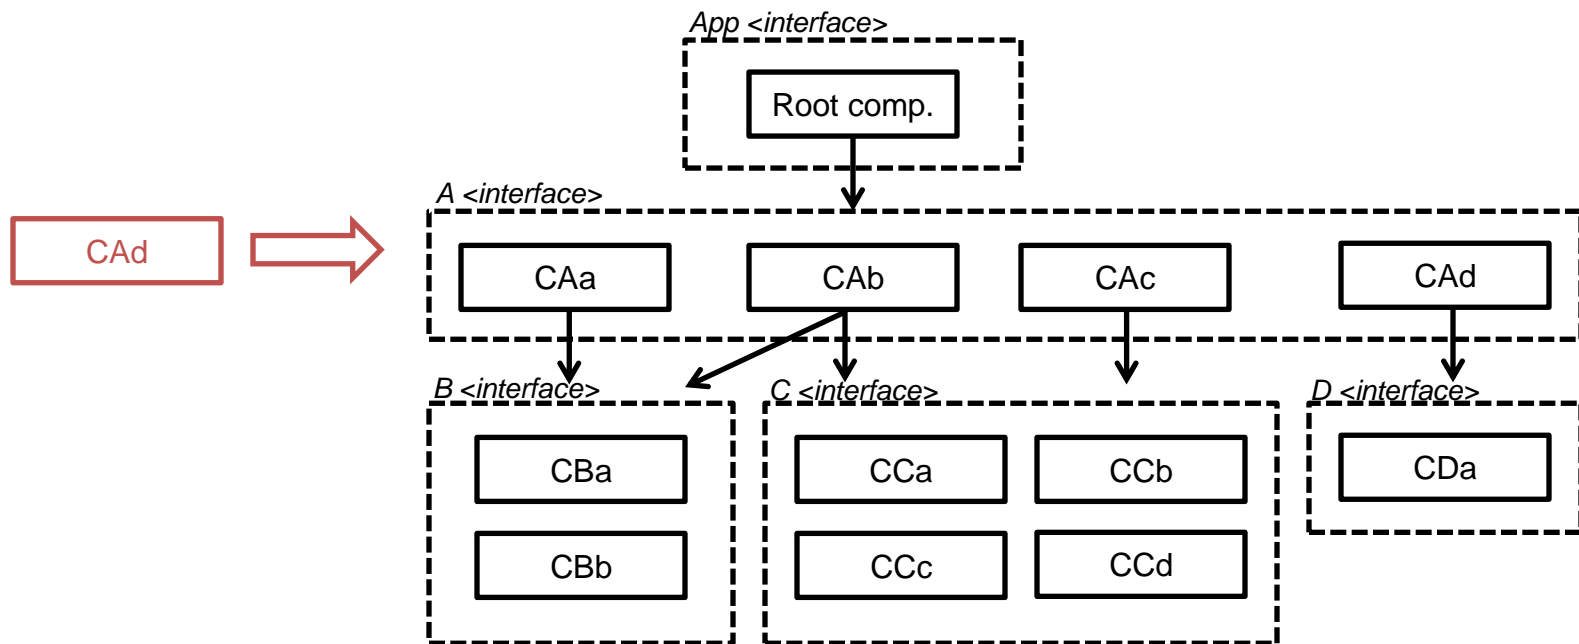 App <interface>
Root comp.
A <interface>
CAd
CAa
CAb
CAc
CAd
B <interface>
C <interface>
D <interface>
CBa
CCa
CCb
CDa
CBb
CCc
CCd